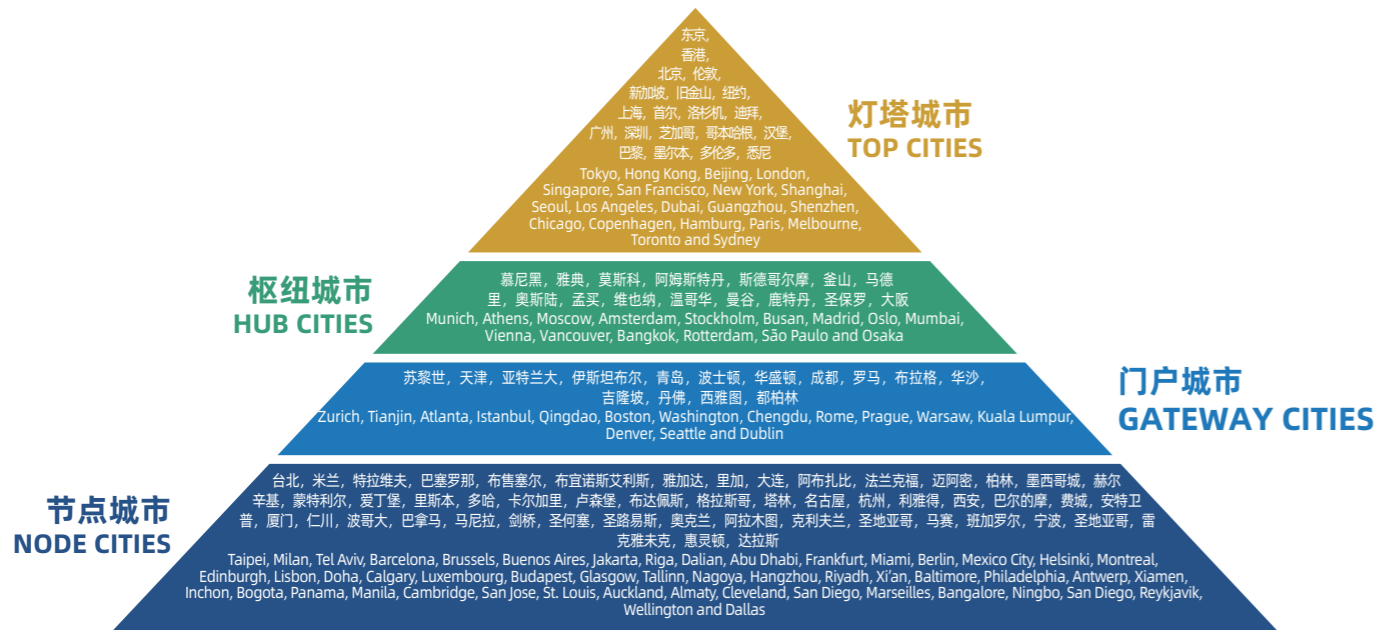 东京,
香港,
北京, 伦敦,
新加坡, 旧金山, 纽约,
上海, 首尔, 洛杉机, 迪拜,
广州, 深圳, 芝加哥, 哥本哈根, 汉堡,
巴黎, 墨尔本, 多伦多, 悉尼
Tokyo, Hong Kong, Beijing, London,
Singapore, San Francisco, New York, Shanghai,
Seoul, Los Angeles, Dubai, Guangzhou, Shenzhen,
Chicago, Copenhagen, Hamburg, Paris, Melbourne,
Toronto and Sydney
灯塔城市
TOP CITIES
枢纽城市
HUB CITIES
慕尼黑，雅典，莫斯科，阿姆斯特丹，斯德哥尔摩，釜山，马德
里，奥斯陆，孟买，维也纳，温哥华，曼谷，鹿特丹，圣保罗，大阪
Munich, Athens, Moscow, Amsterdam, Stockholm, Busan, Madrid, Oslo, Mumbai,
Vienna, Vancouver, Bangkok, Rotterdam, São Paulo and Osaka
苏黎世，天津，亚特兰大，伊斯坦布尔，青岛，波士顿，华盛顿，成都，罗马，布拉格，华沙，
吉隆坡，丹佛，西雅图，都柏林
Zurich, Tianjin, Atlanta, Istanbul, Qingdao, Boston, Washington, Chengdu, Rome, Prague, Warsaw, Kuala Lumpur,
Denver, Seattle and Dublin
门户城市
GATEWAY CITIES
节点城市
NODE CITIES
台北，米兰，特拉维夫，巴塞罗那，布售塞尔，布宜诺斯艾利斯，雅加达，里加，大连，阿布扎比，法兰克福，迈阿密，柏林，墨西哥城，赫尔
辛基，蒙特利尔，爱丁堡，里斯本，多哈，卡尔加里，卢森堡，布达佩斯，格拉斯哥，塔林，名古屋，杭州，利雅得，西安，巴尔的摩，费城，安特卫
普，厦门，仁川，波哥大，巴拿马，马尼拉，剑桥，圣何塞，圣路易斯，奥克兰，阿拉木图，克利夫兰，圣地亚哥，马赛，班加罗尔，宁波，圣地亚哥，雷
克雅未克，惠灵顿，达拉斯
Taipei, Milan, Tel Aviv, Barcelona, Brussels, Buenos Aires, Jakarta, Riga, Dalian, Abu Dhabi, Frankfurt, Miami, Berlin, Mexico City, Helsinki, Montreal,
Edinburgh, Lisbon, Doha, Calgary, Luxembourg, Budapest, Glasgow, Tallinn, Nagoya, Hangzhou, Riyadh, Xi’an, Baltimore, Philadelphia, Antwerp, Xiamen,
Inchon, Bogota, Panama, Manila, Cambridge, San Jose, St. Louis, Auckland, Almaty, Cleveland, San Diego, Marseilles, Bangalore, Ningbo, San Diego, Reykjavik,
Wellington and Dallas